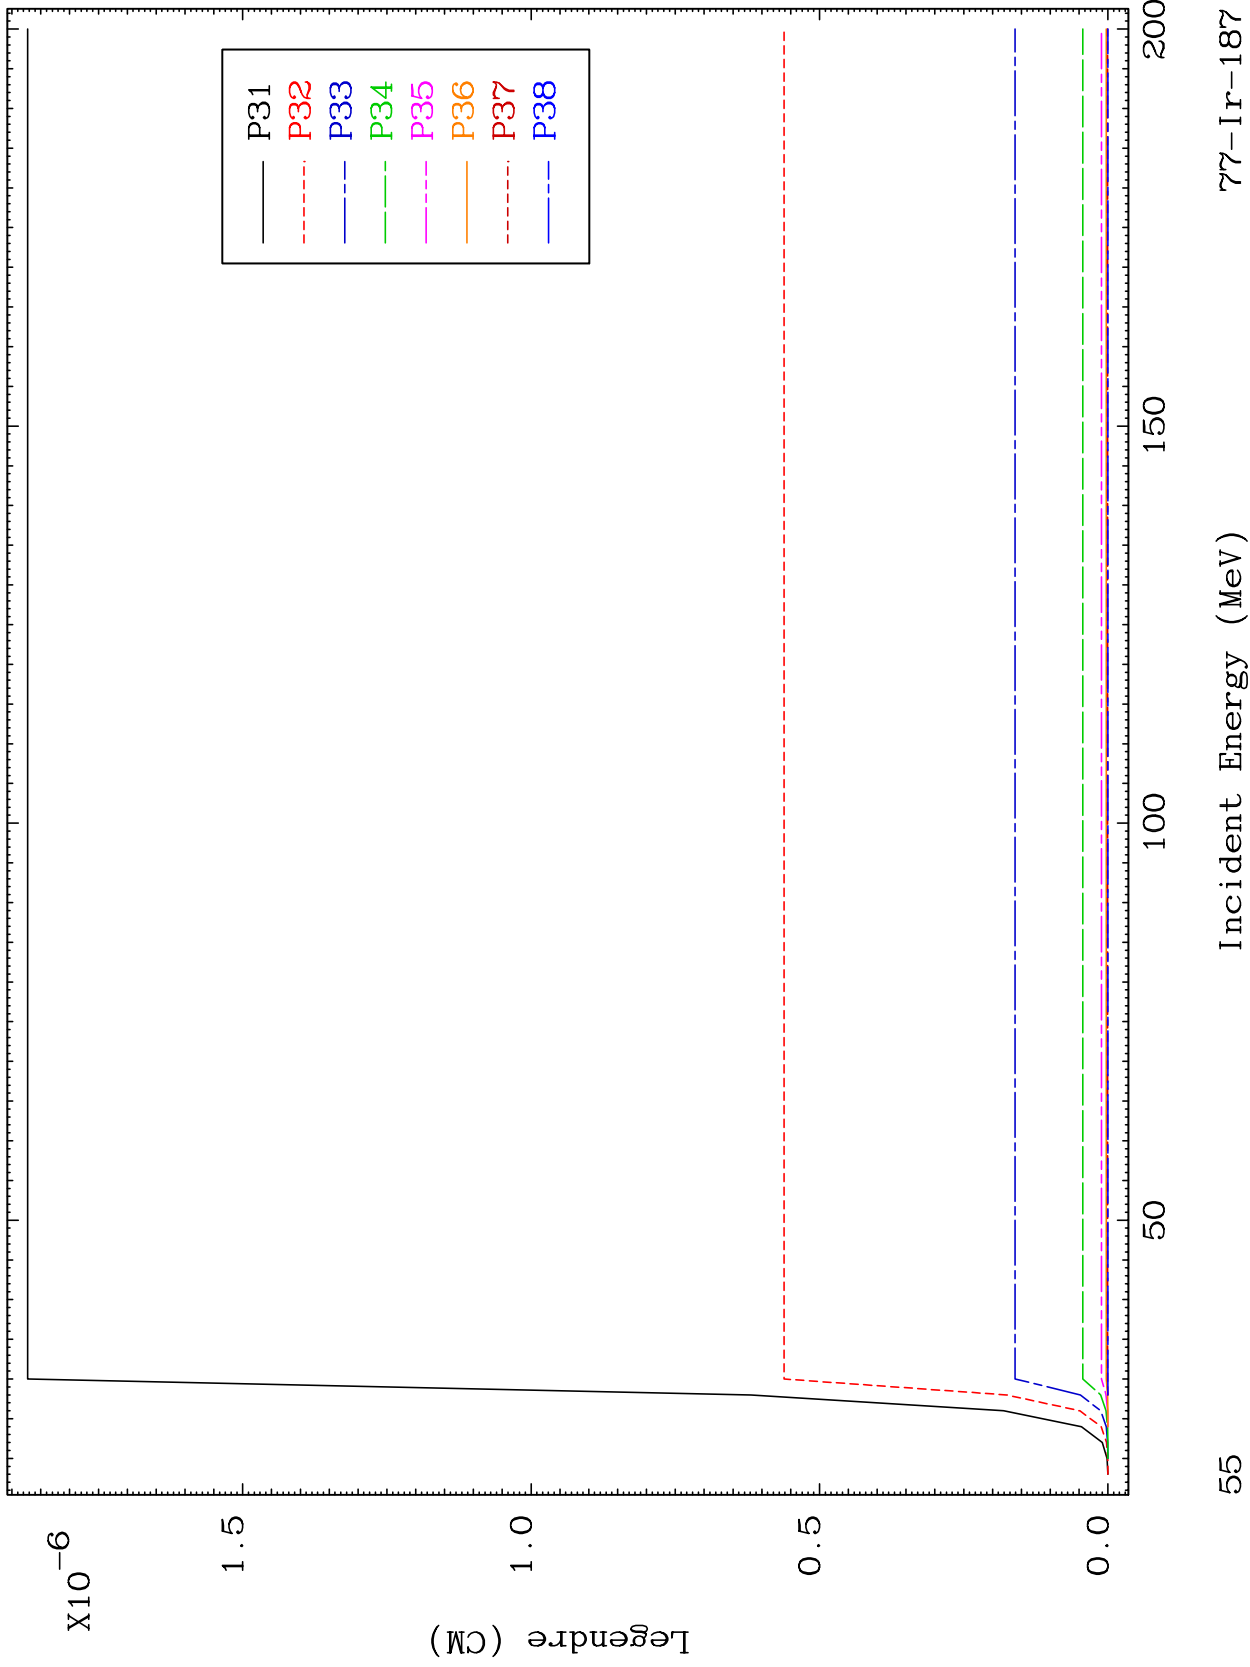 X10-6
1.5
1.0
0.5
0.0
Legendre (CM)
P31
P32
P33
P34
P35
P36
P37
P38
50
100
150
200
Incident Energy (MeV)
55
77-Ir-187